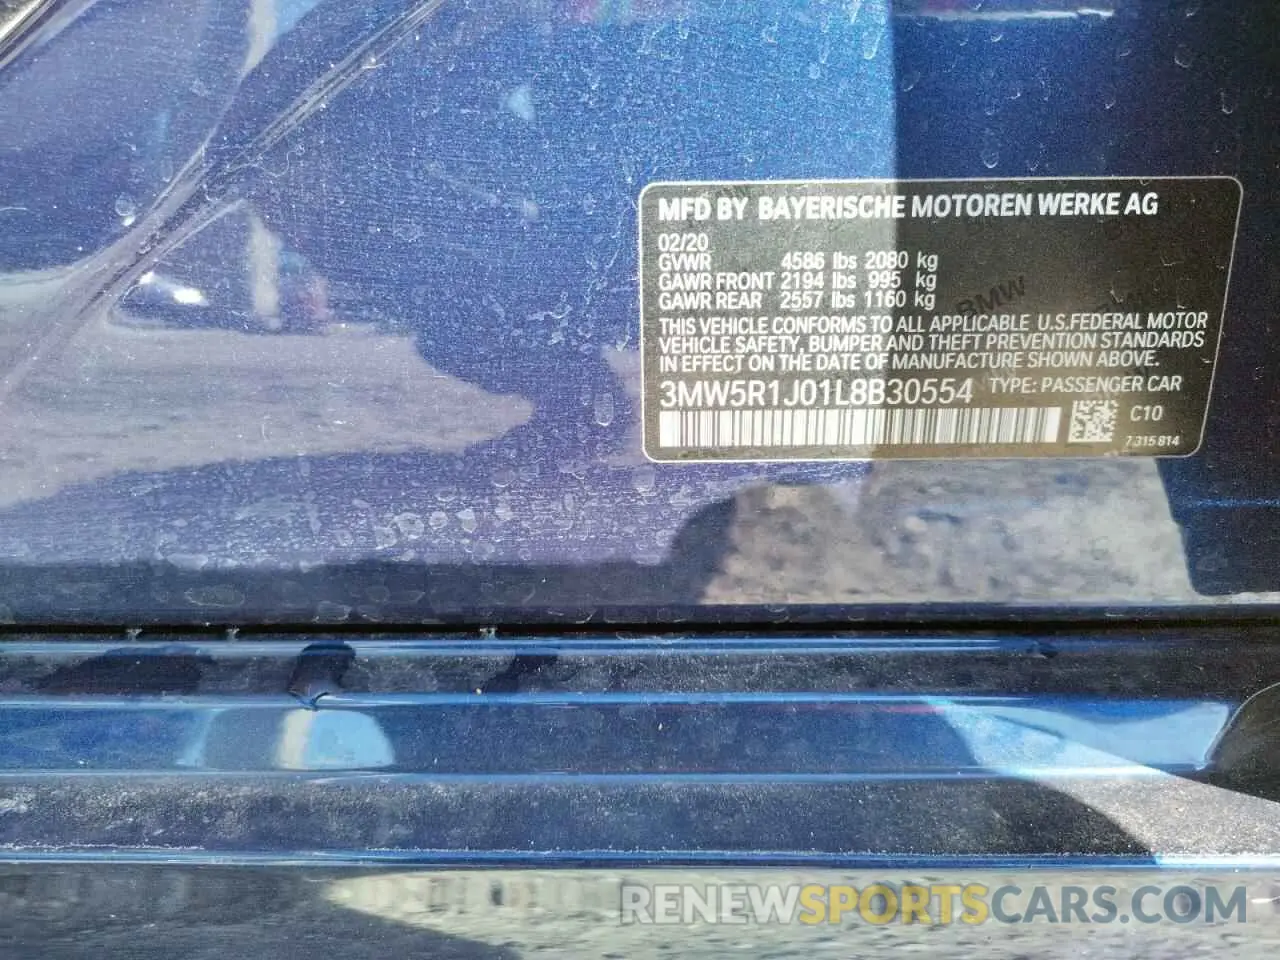 MFD BY BAYERISCHE MOTOREN WERKE AG
02/20
GVWR 4586 lbs 2080 kg
GAWR FRONT 2194 lbs 995 kg
GAWR REAR 2557 lbs 1160 kg
THIS VEHICLE CONFORMS TO ALL APPLICABLE U.S.FEDERAL MOTOR
VEHICLE SAFETY, BUMPER AND THEFT PREVENTION STANDARDS
IN EFFECT ON THE DATE OF MANUFACTURE SHOWN ABOVE.
3MW5R1J01L8B30554 TYPE: PASSENGER CAR
C10
7 315 814
BMW
RENEWSPORTSCARS.COM